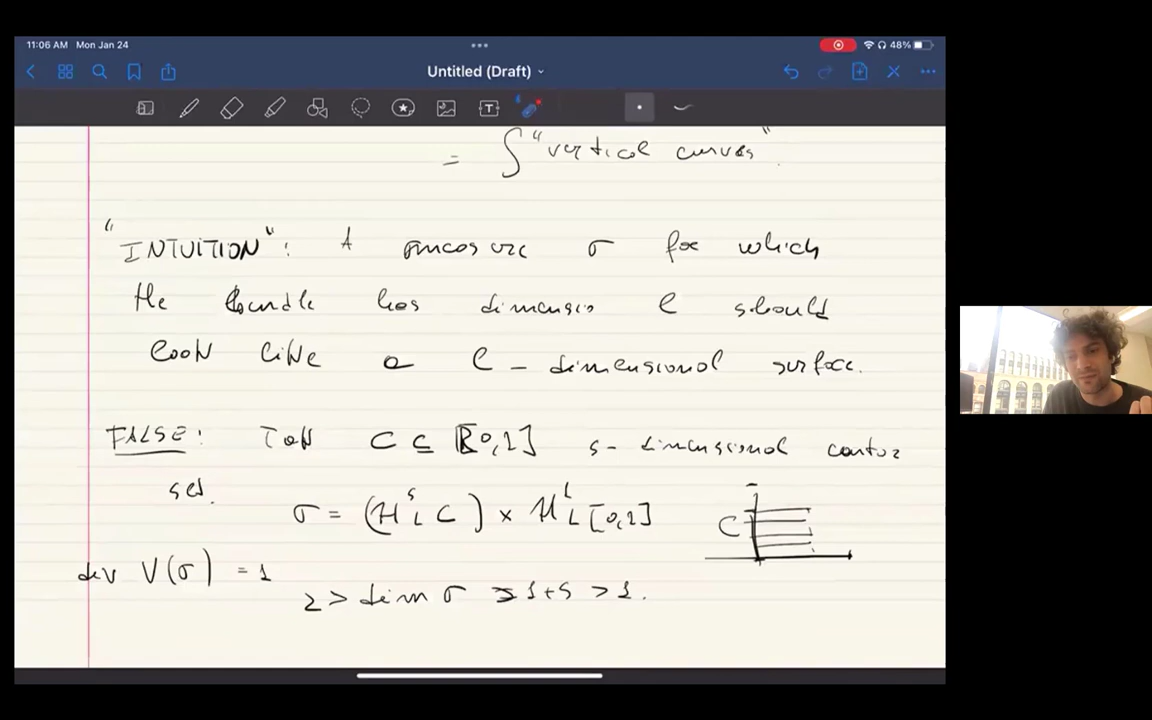 11:06 AM Mon Jan 24
48%
Untitled (Draft)
= ∫ "vertical curves".
"INTUITION": A measure σ for which
the bundle has dimensio ℓ should
look like a ℓ - dimensional surface.
FALSE: Tak C ⊆ [0,1] s- dimensional cantor
set.
σ = (H^s ⌞ C) × H^1 ⌞ [0,1]
C
dim V(σ) = 1
2 > dim σ ≥ 1+s > 1.